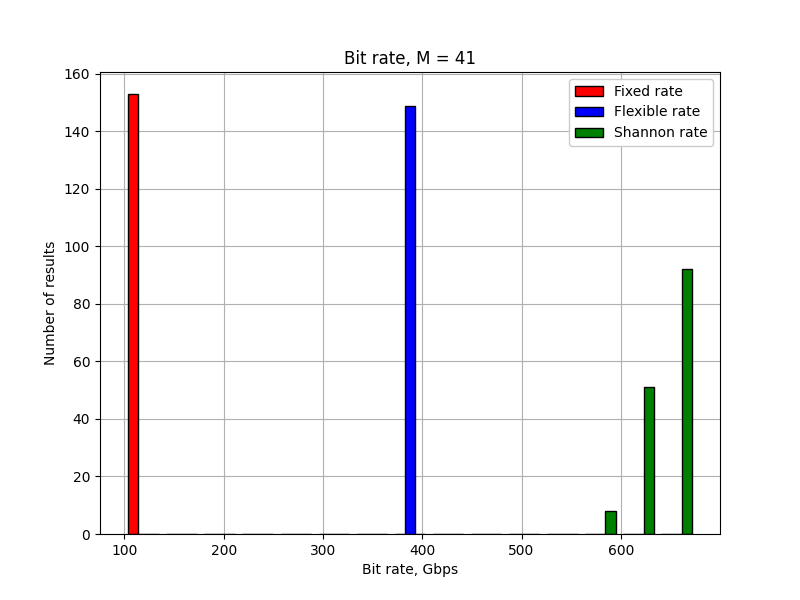 Bit rate, M = 41
Fixed rate
Flexible rate
Shannon rate
160
140
120
100
80
60
40
20
0
Number of results
100 200 300 400 500 600
Bit rate, Gbps